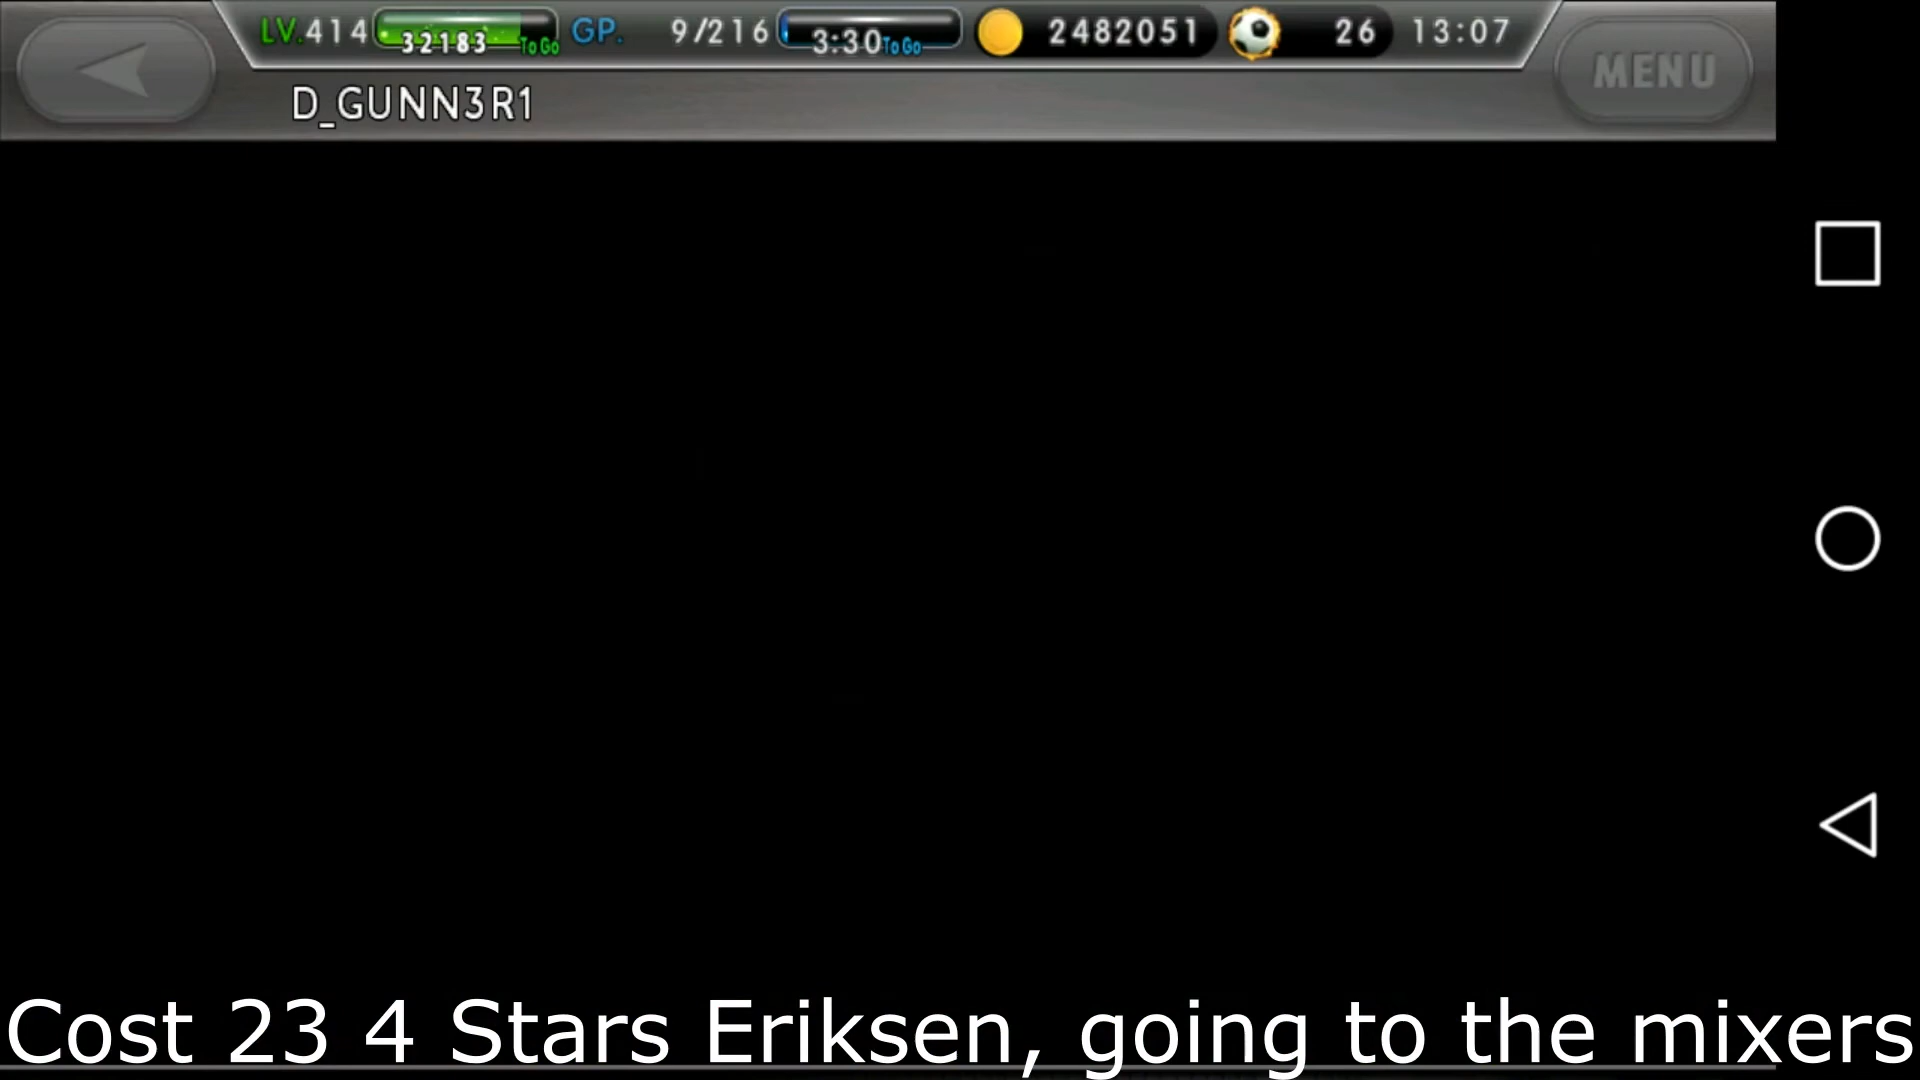 LV.414 32183 To Go GP. 9/216 3:30 To Go 2482051 26 13:07
MENU
D_GUNN3R1
Cost 23 4 Stars Eriksen, going to the mixers